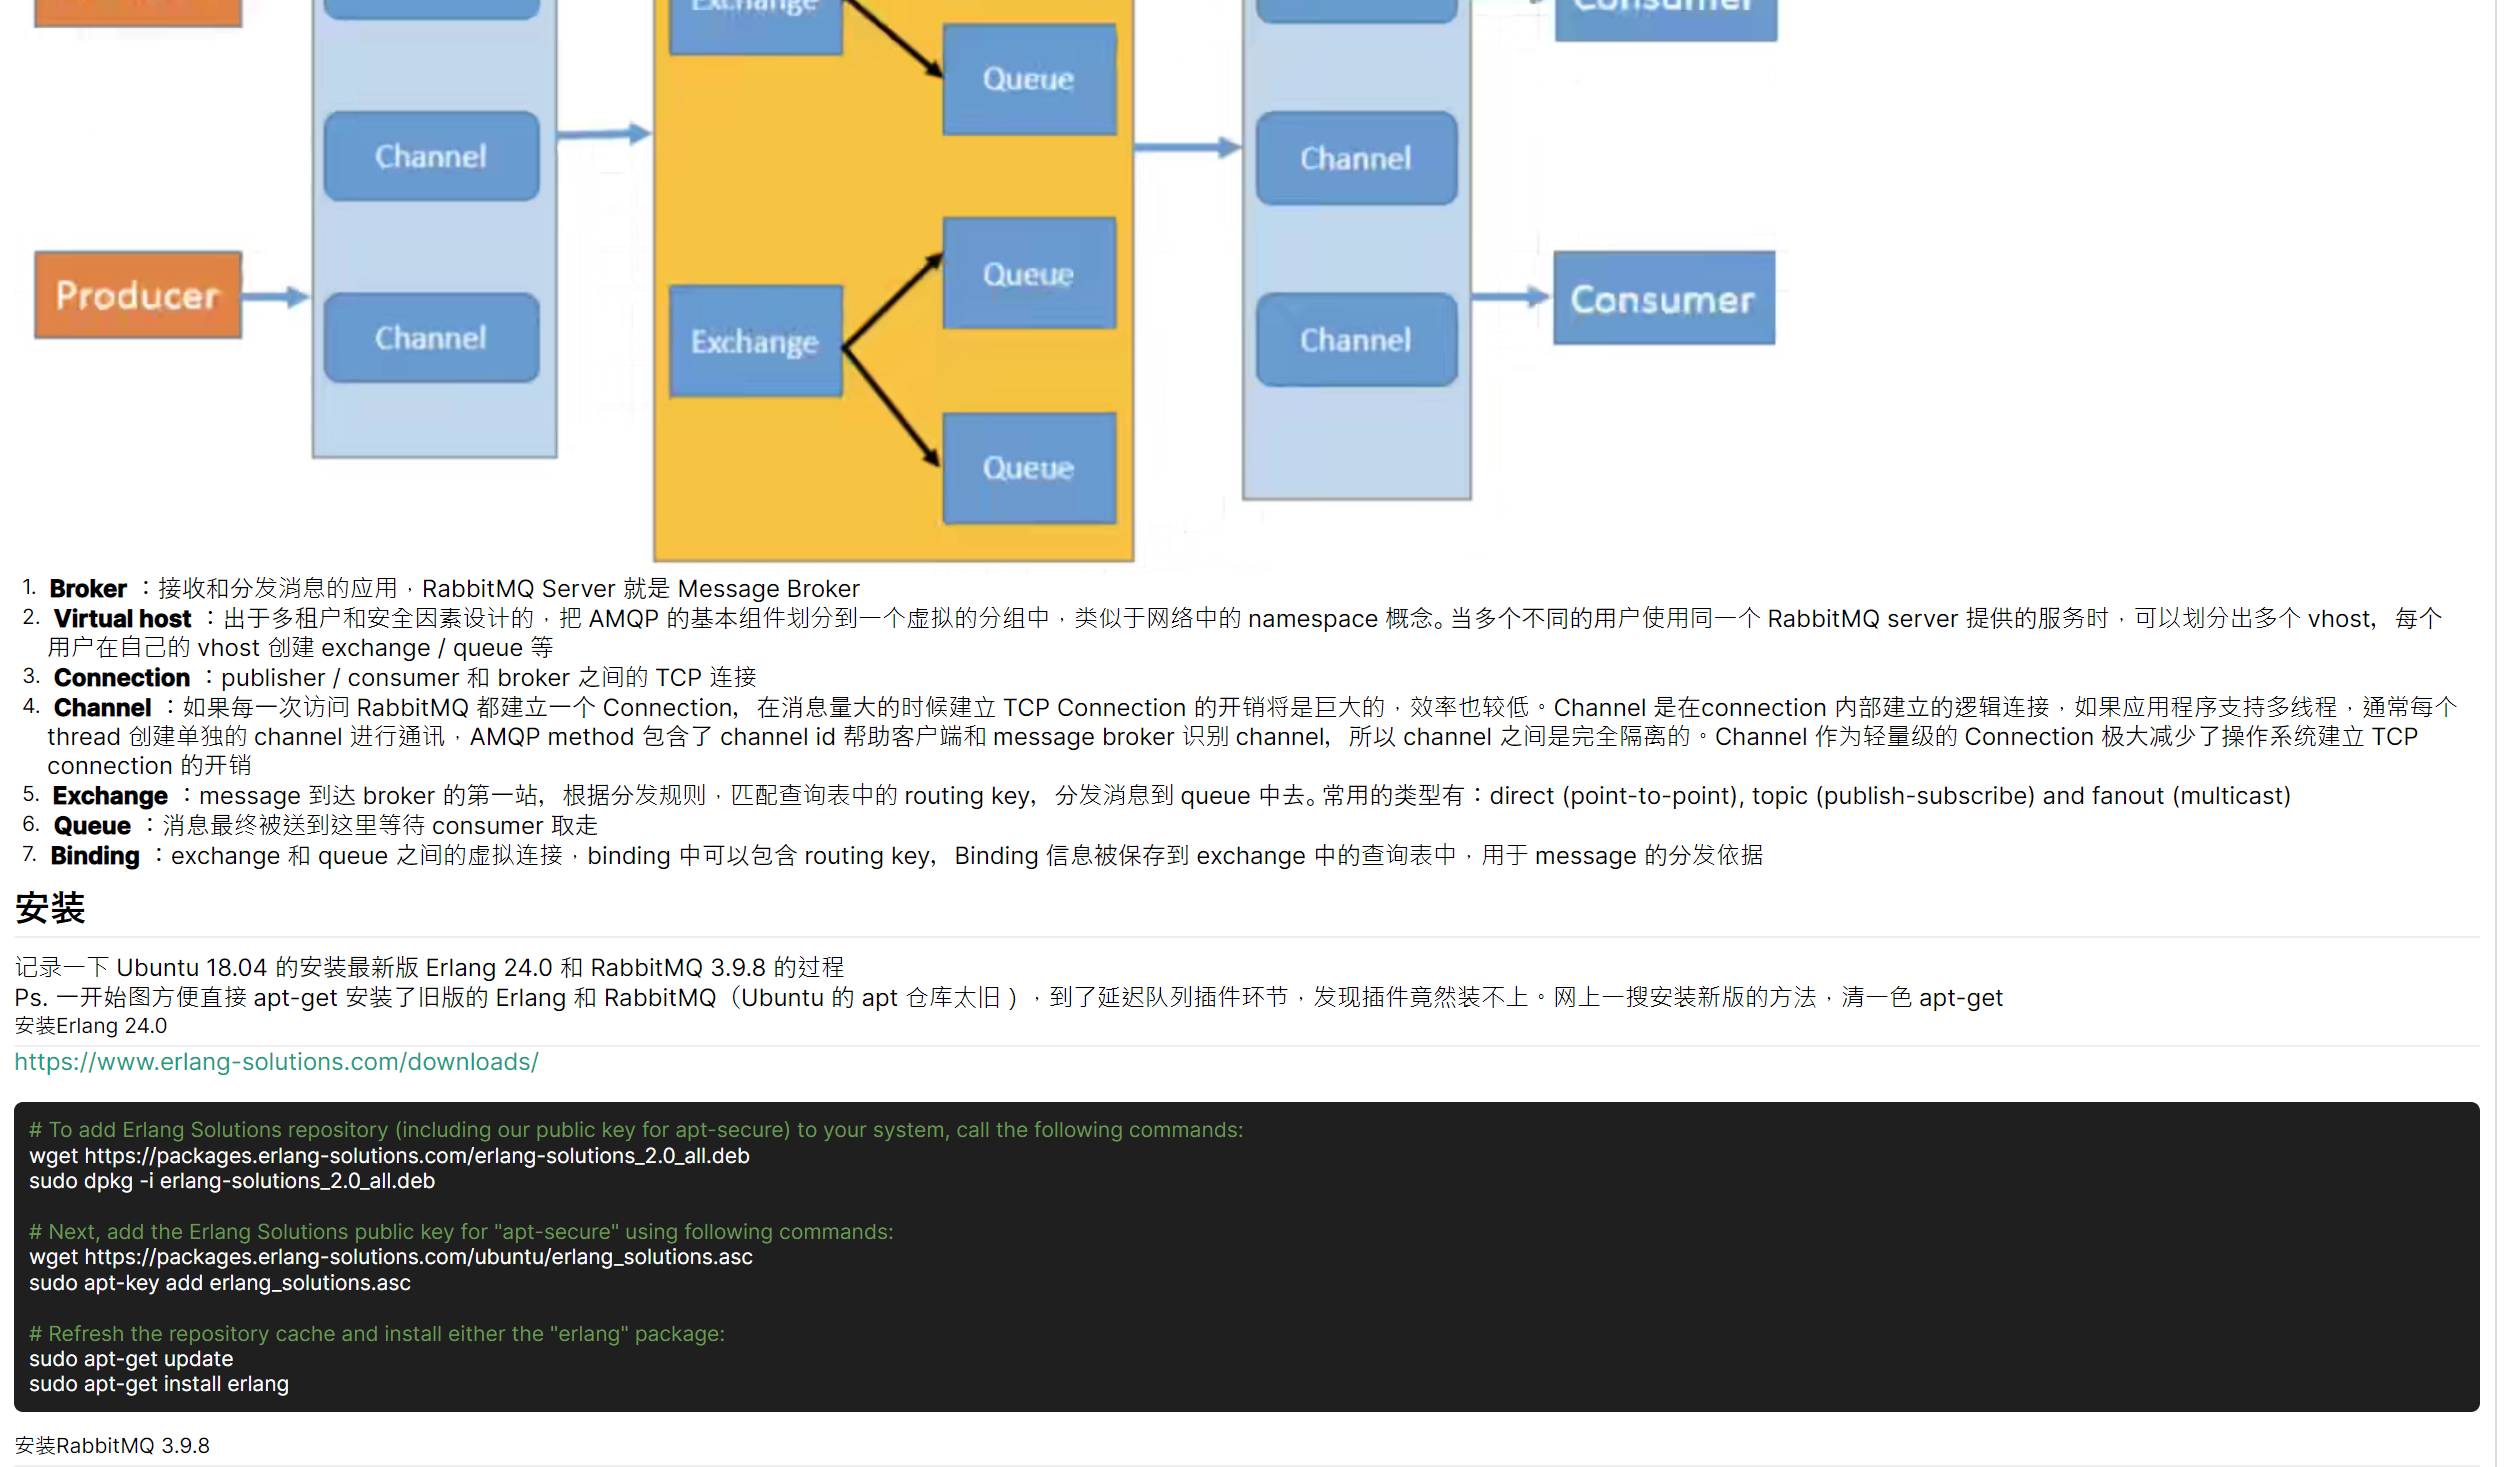 Exchange
Consumer
Queue
Channel
Channel
Queue
Producer
Consumer
Exchange
Channel
Channel
Queue
1. Broker ：接收和分发消息的应用，RabbitMQ Server 就是 Message Broker
2. Virtual host ：出于多租户和安全因素设计的，把 AMQP 的基本组件划分到一个虚拟的分组中，类似于网络中的 namespace 概念。当多个不同的用户使用同一个 RabbitMQ server 提供的服务时，可以划分出多个 vhost，每个
用户在自己的 vhost 创建 exchange / queue 等
3. Connection ：publisher / consumer 和 broker 之间的 TCP 连接
4. Channel ：如果每一次访问 RabbitMQ 都建立一个 Connection，在消息量大的时候建立 TCP Connection 的开销将是巨大的，效率也较低。Channel 是在connection 内部建立的逻辑连接，如果应用程序支持多线程，通常每个
thread 创建单独的 channel 进行通讯，AMQP method 包含了 channel id 帮助客户端和 message broker 识别 channel，所以 channel 之间是完全隔离的。Channel 作为轻量级的 Connection 极大减少了操作系统建立 TCP
connection 的开销
5. Exchange ：message 到达 broker 的第一站，根据分发规则，匹配查询表中的 routing key，分发消息到 queue 中去。常用的类型有：direct (point-to-point), topic (publish-subscribe) and fanout (multicast)
6. Queue ：消息最终被送到这里等待 consumer 取走
7. Binding ：exchange 和 queue 之间的虚拟连接，binding 中可以包含 routing key，Binding 信息被保存到 exchange 中的查询表中，用于 message 的分发依据
安装
记录一下 Ubuntu 18.04 的安装最新版 Erlang 24.0 和 RabbitMQ 3.9.8 的过程
Ps. 一开始图方便直接 apt-get 安装了旧版的 Erlang 和 RabbitMQ（Ubuntu 的 apt 仓库太旧），到了延迟队列插件环节，发现插件竟然装不上。网上一搜安装新版的方法，清一色 apt-get
安装Erlang 24.0
https://www.erlang-solutions.com/downloads/
# To add Erlang Solutions repository (including our public key for apt-secure) to your system, call the following commands:
wget https://packages.erlang-solutions.com/erlang-solutions_2.0_all.deb
sudo dpkg -i erlang-solutions_2.0_all.deb
# Next, add the Erlang Solutions public key for "apt-secure" using following commands:
wget https://packages.erlang-solutions.com/ubuntu/erlang_solutions.asc
sudo apt-key add erlang_solutions.asc
# Refresh the repository cache and install either the "erlang" package:
sudo apt-get update
sudo apt-get install erlang
安装RabbitMQ 3.9.8